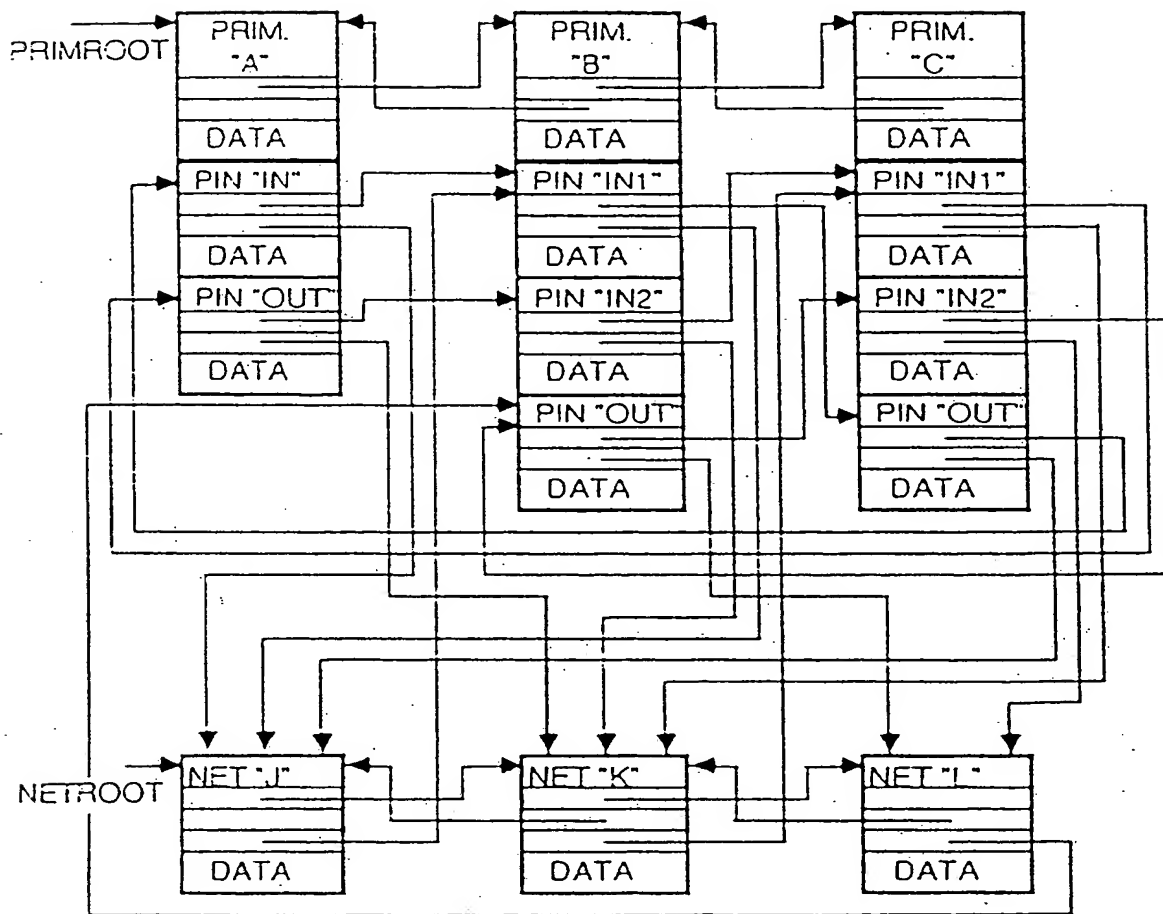 PRIMROOT
PRIM.
"A"
DATA
PIN "IN"
DATA
PIN "OUT"
DATA
PRIM.
"B"
DATA
PIN "IN1"
DATA
PIN "IN2"
DATA
PIN "OUT"
DATA
PRIM.
"C"
DATA
PIN "IN1"
DATA
PIN "IN2"
DATA
PIN "OUT"
DATA
NETROOT
NET "J"
DATA
NET "K"
DATA
NET "L"
DATA